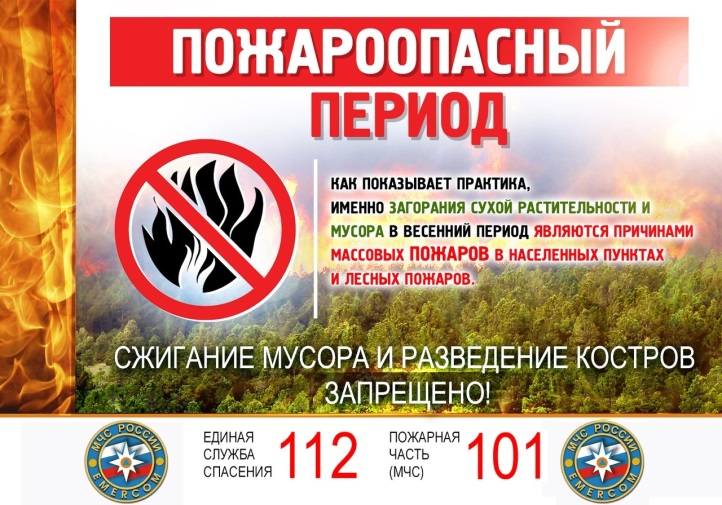 ПОЖАРООПАСНЫЙ
ПЕРИОД
КАК ПОКАЗЫВАЕТ ПРАКТИКА,
ИМЕННО ЗАГОРАНИЯ СУХОЙ РАСТИТЕЛЬНОСТИ И
МУСОРА В ВЕСЕННИЙ ПЕРИОД ЯВЛЯЮТСЯ ПРИЧИНАМИ
МАССОВЫХ ПОЖАРОВ В НАСЕЛЕННЫХ ПУНКТАХ
И ЛЕСНЫХ ПОЖАРОВ.
СЖИГАНИЕ МУСОРА И РАЗВЕДЕНИЕ КОСТРОВ
ЗАПРЕЩЕНО!
МЧС РОССИИ
EMERCOM
ЕДИНАЯ
СЛУЖБА
СПАСЕНИЯ
112
ПОЖАРНАЯ
ЧАСТЬ
(МЧС)
101
МЧС РОССИИ
EMERCOM